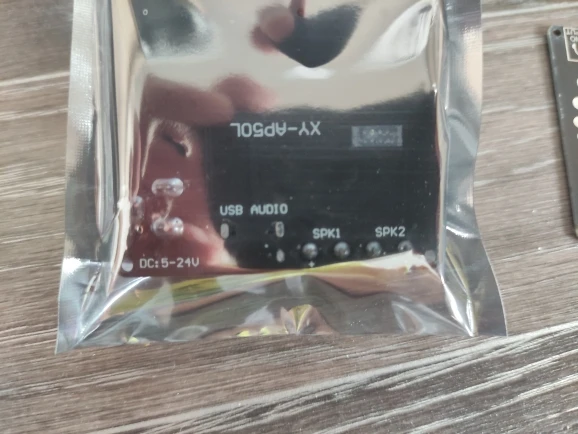 XY-AP50L
USB AUDIO
SPK1
SPK2
DC:5-24V